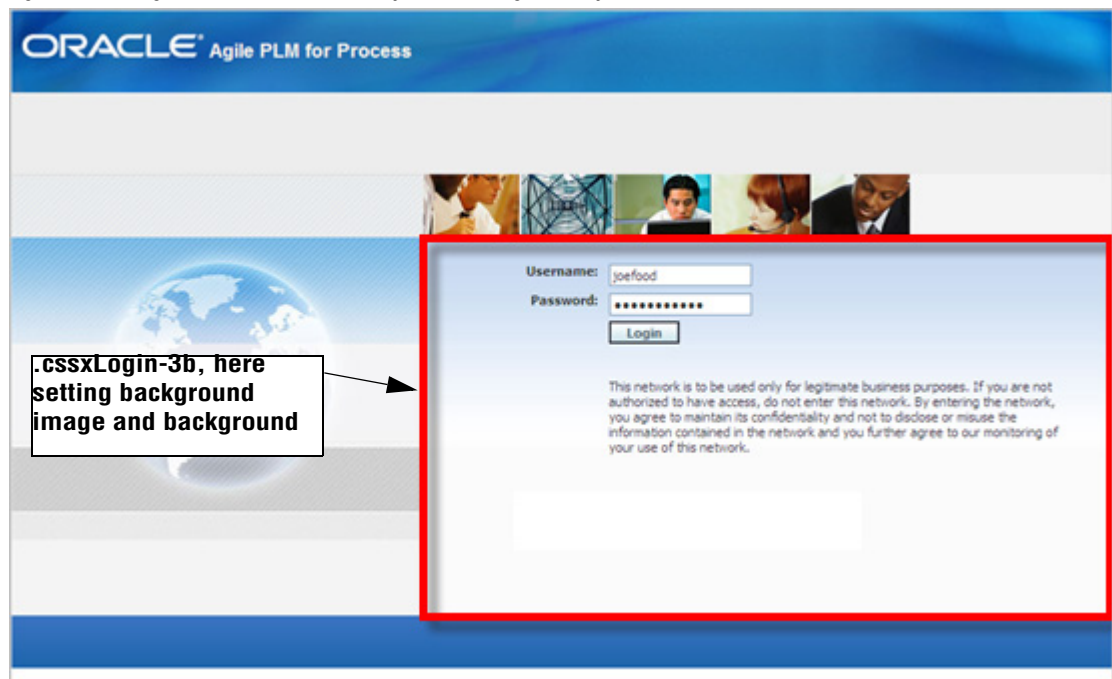 ORACLE® Agile PLM for Process
Username: joefood
Password: •••••••••••
Login
.cssxLogin-3b, here
setting background
image and background
This network is to be used only for legitimate business purposes. If you are not
authorized to have access, do not enter this network. By entering the network,
you agree to maintain its confidentiality and not to disclose or misuse the
information contained in the network and you further agree to our monitoring of
your use of this network.